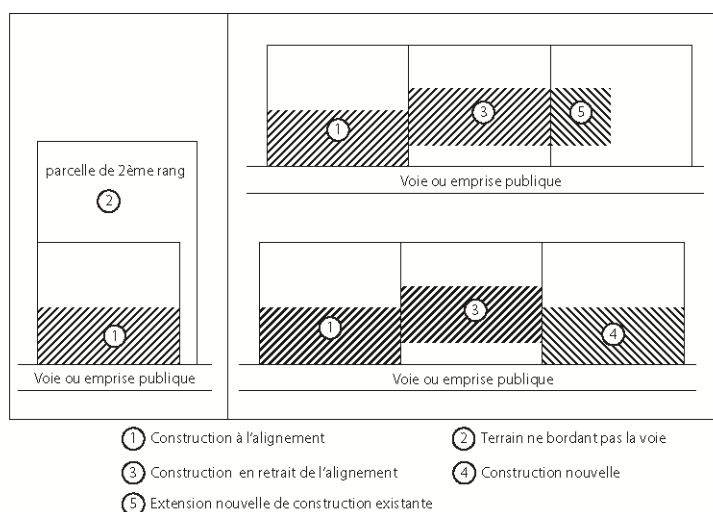 parcelle de 2ème rang
2
1
Voie ou emprise publique
1
3
5
Voie ou emprise publique
1
3
4
Voie ou emprise publique
1 Construction à l'alignement
2 Terrain ne bordant pas la voie
3 Construction en retrait de l'alignement
4 Construction nouvelle
5 Extension nouvelle de construction existante